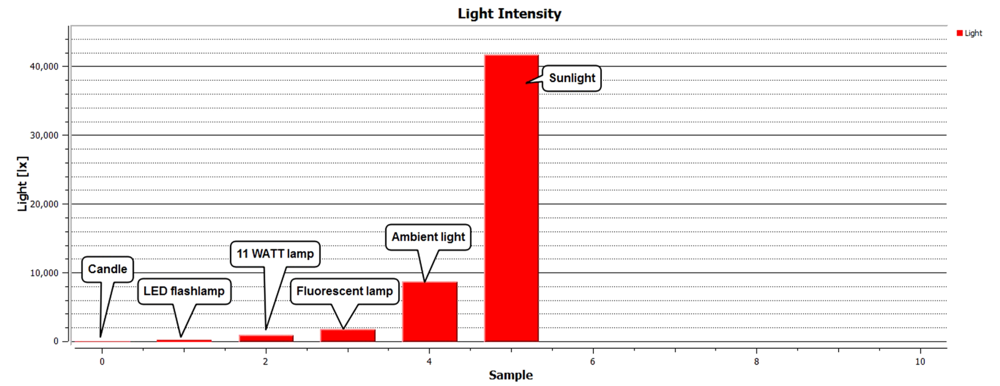 Light Intensity
Light
40,000
30,000
20,000
10,000
0
Light [lx]
Sunlight
Ambient light
11 WATT lamp
Candle
LED flashlamp
Fluorescent lamp
0 2 4 6 8 10
Sample